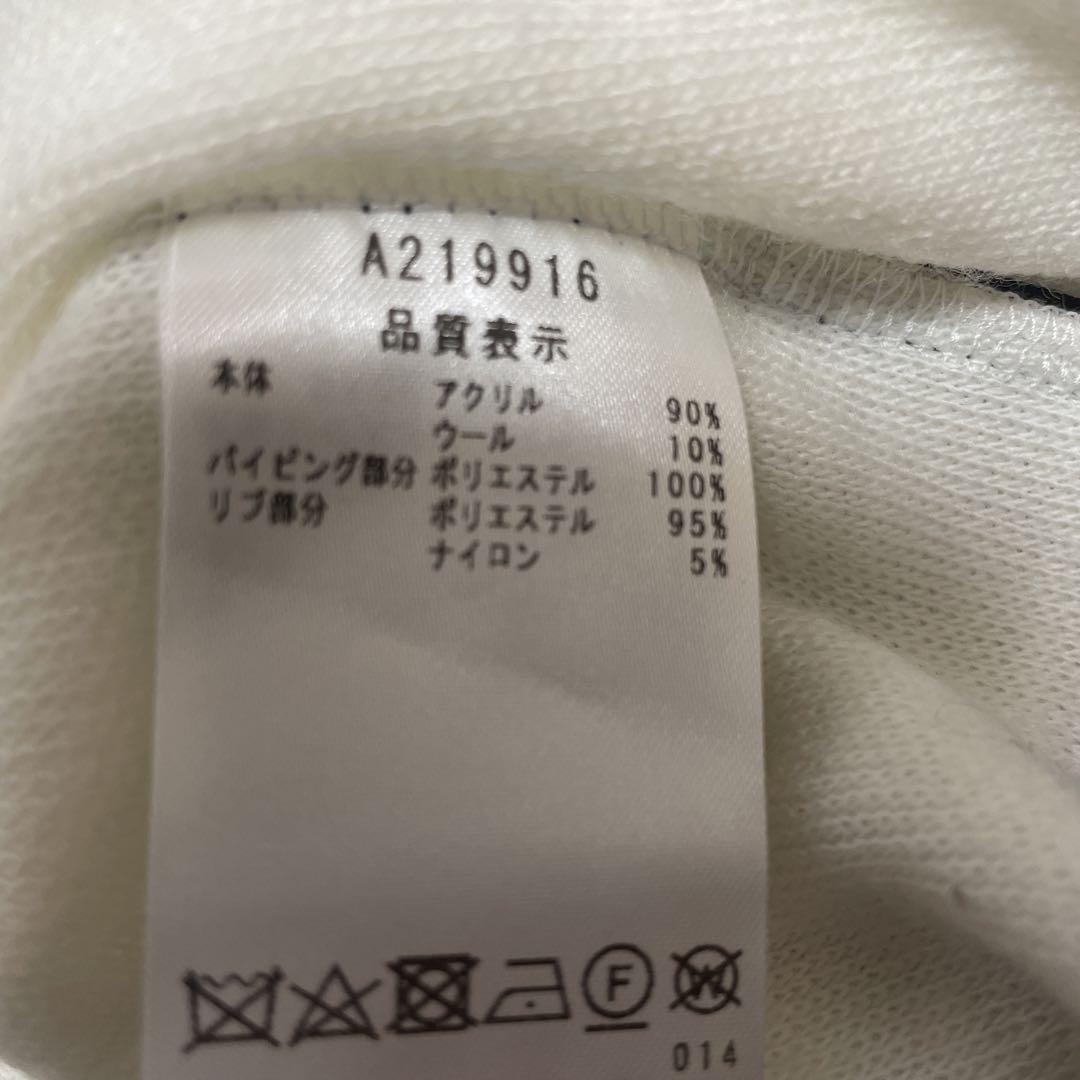 A219916
品質表示
本体 アクリル 90%
ウール 10%
パイピング部分 ポリエステル 100%
リブ部分 ポリエステル 95%
ナイロン 5%
F W
014